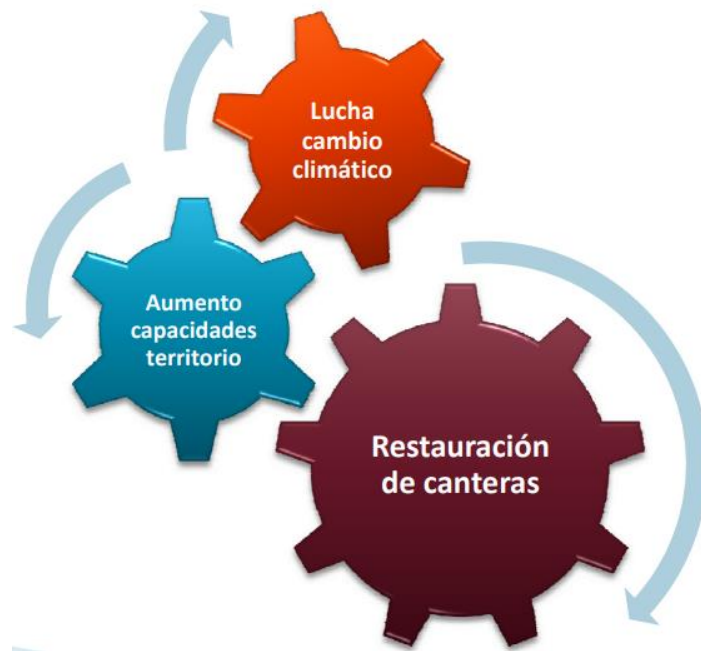 Lucha
cambio
climático
Aumento
capacidades
territorio
Restauración
de canteras